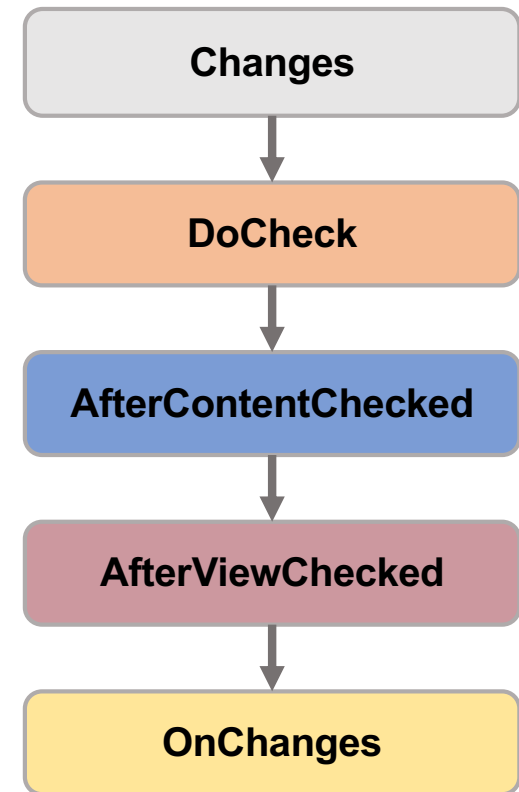 Changes
DoCheck
AfterContentChecked
AfterViewChecked
OnChanges